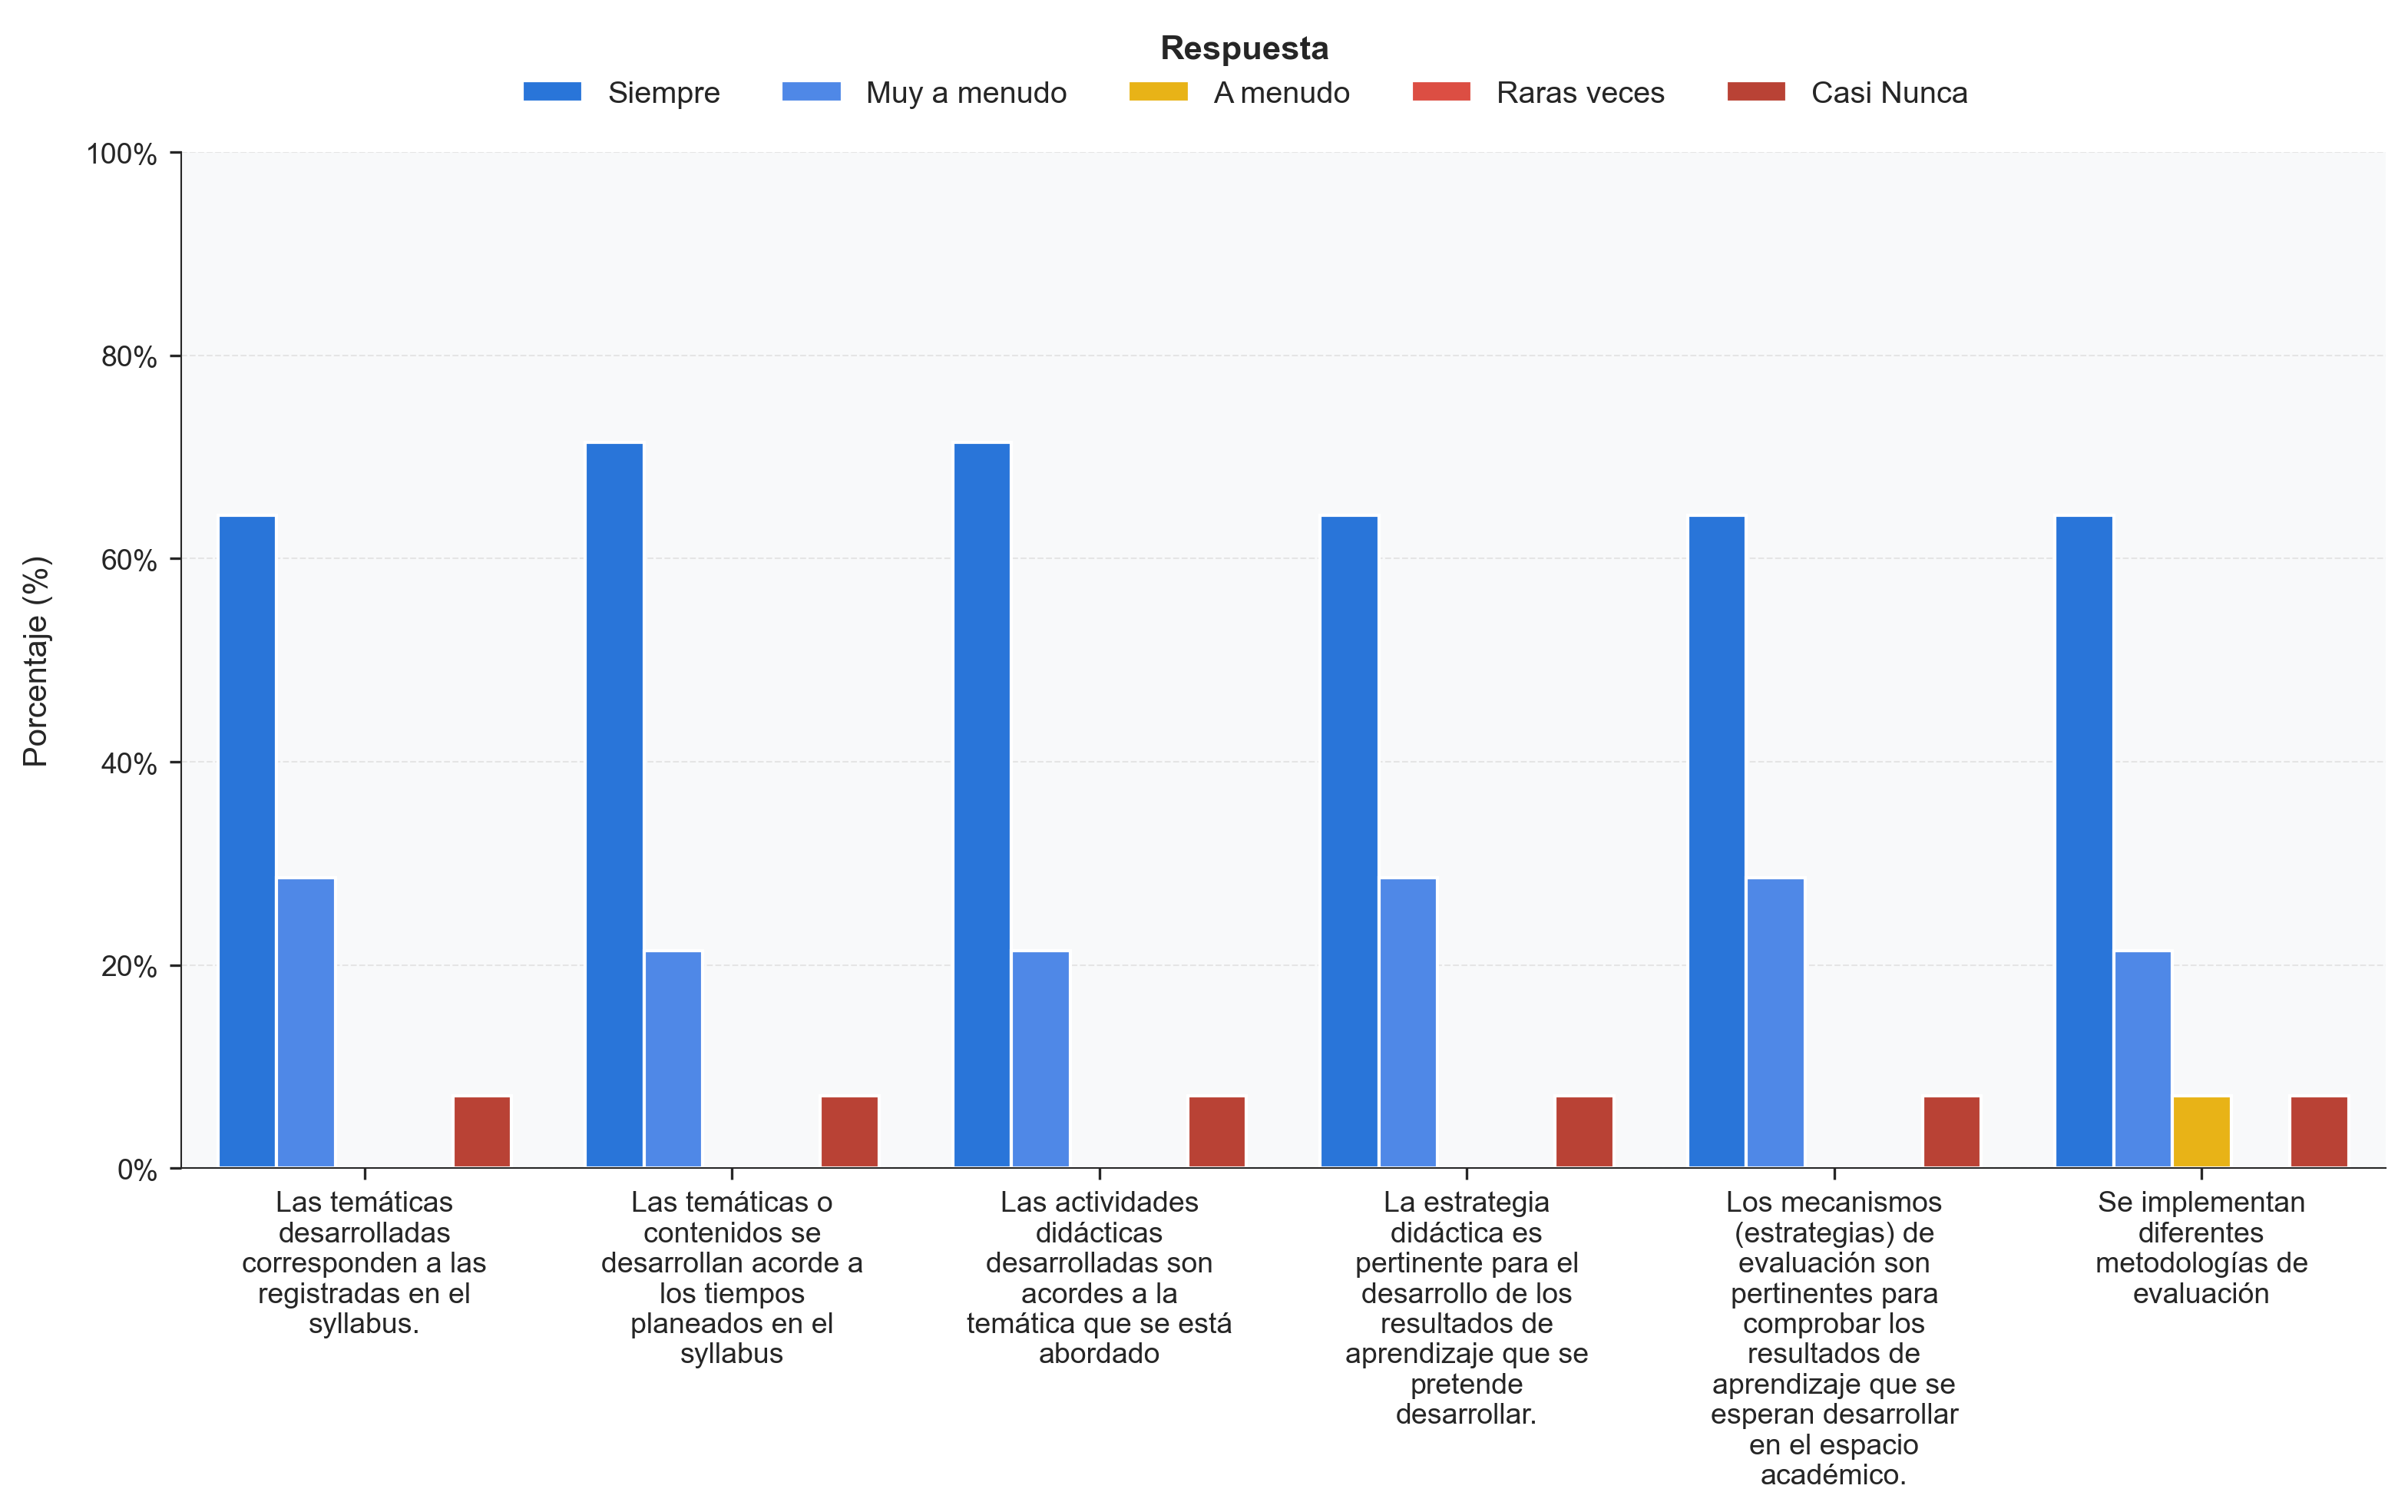 Respuesta
Siempre
Muy a menudo
A menudo
Raras veces
Casi Nunca
Porcentaje (%)
100%
80%
60%
40%
20%
0%
Las temáticas
desarrolladas
corresponden a las
registradas en el
syllabus.
Las temáticas o
contenidos se
desarrollan acorde a
los tiempos
planeados en el
syllabus
Las actividades
didácticas
desarrolladas son
acordes a la
temática que se está
abordado
La estrategia
didáctica es
pertinente para el
desarrollo de los
resultados de
aprendizaje que se
pretende
desarrollar.
Los mecanismos
(estrategias) de
evaluación son
pertinentes para
comprobar los
resultados de
aprendizaje que se
esperan desarrollar
en el espacio
académico.
Se implementan
diferentes
metodologías de
evaluación